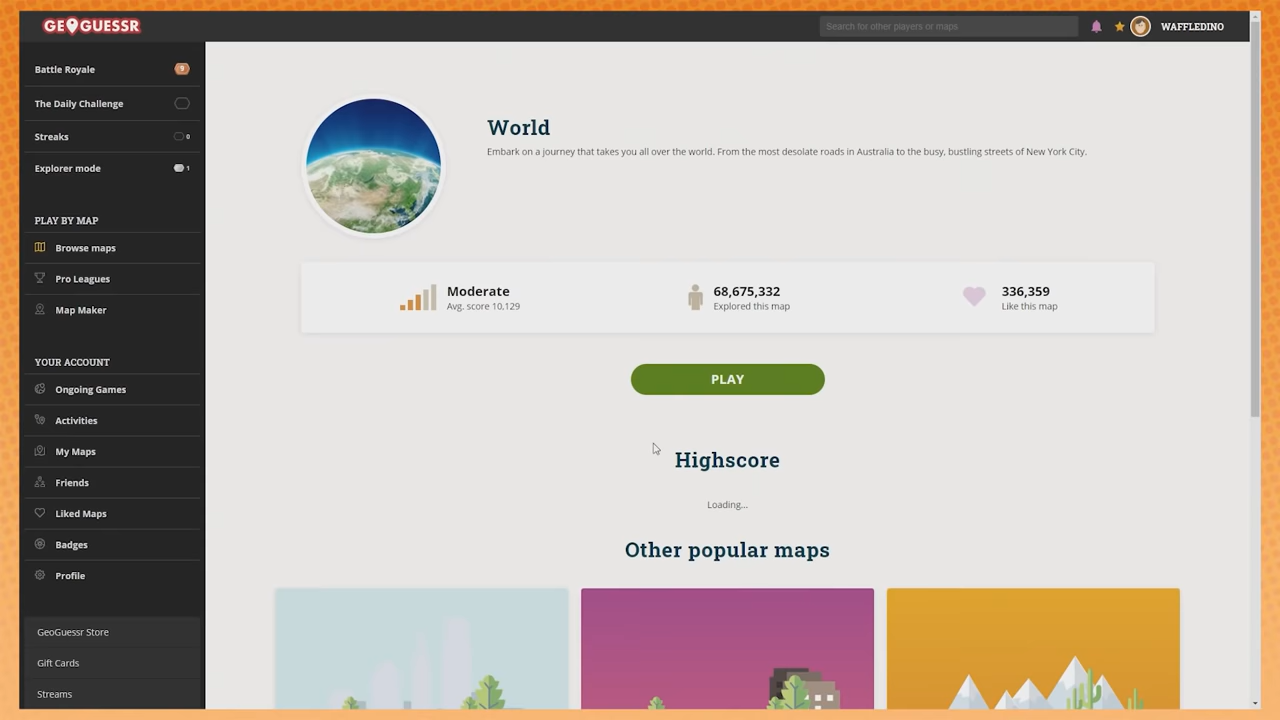 GEOGUESSR
Search for other players or maps
WAFFLEDINO
Battle Royale
9
The Daily Challenge
Streaks
0
Explorer mode
1
PLAY BY MAP
Browse maps
Pro Leagues
Map Maker
YOUR ACCOUNT
Ongoing Games
Activities
My Maps
Friends
Liked Maps
Badges
Profile
GeoGuessr Store
Gift Cards
Streams
World
Embark on a journey that takes you all over the world. From the most desolate roads in Australia to the busy, bustling streets of New York City.
Moderate
Avg. score 10,129
68,675,332
Explored this map
336,359
Like this map
PLAY
Highscore
Loading...
Other popular maps